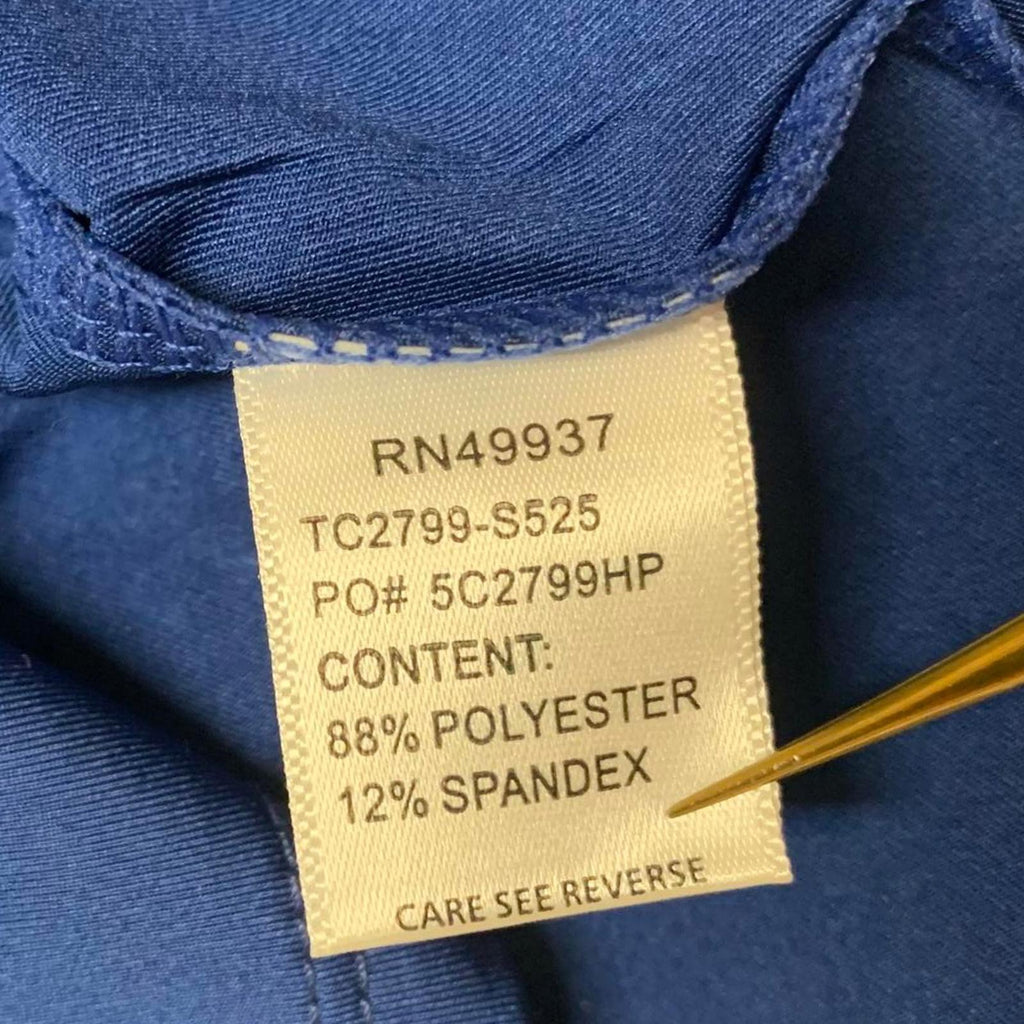 RN49937
TC2799-S525
PO# 5C2799HP
CONTENT:
88% POLYESTER
12% SPANDEX
CARE SEE REVERSE